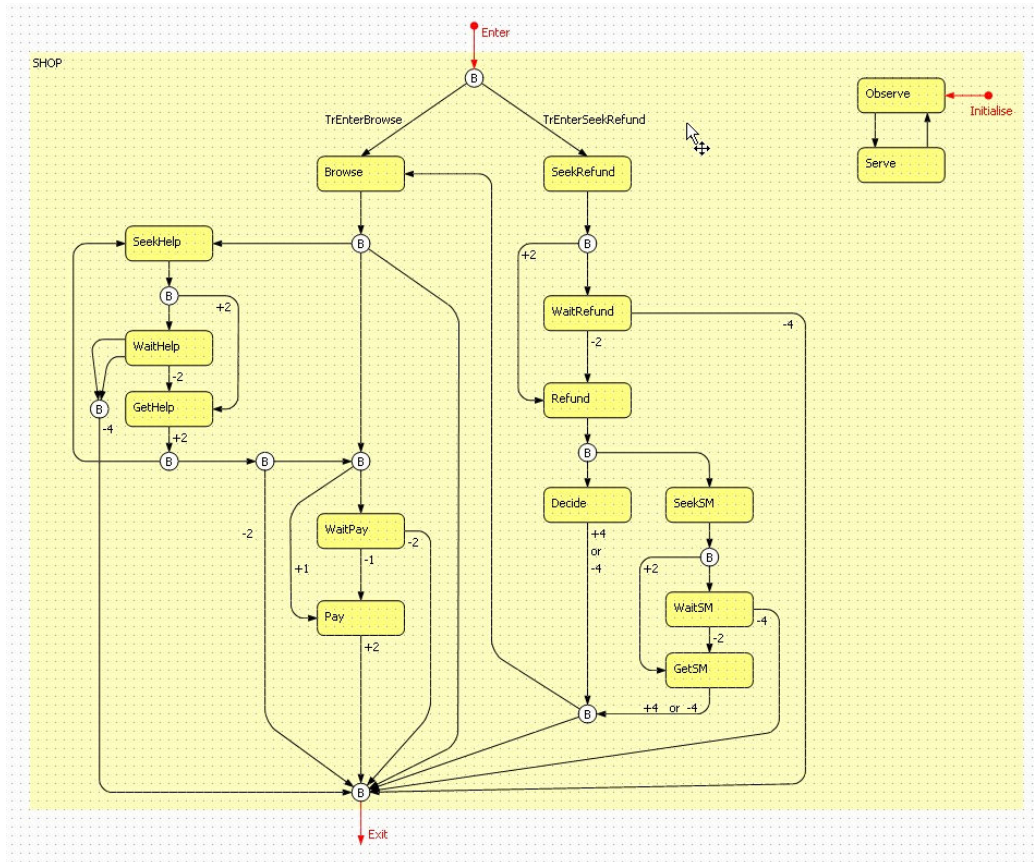 Enter
SHOP
B
Observe
Initialise
TrEnterBrowse
TrEnterSeekRefund
Browse
SeekRefund
Serve
SeekHelp
B
B
+2
B
+2
WaitRefund
-4
WaitHelp
-2
-2
GetHelp
Refund
B
-4
+2
B
B
B
B
Decide
SeekSM
WaitPay
-2
-2
+4
or
-4
B
-1
+1
+2
WaitSM
-4
Pay
-2
+2
GetSM
+4 or -4
B
B
Exit